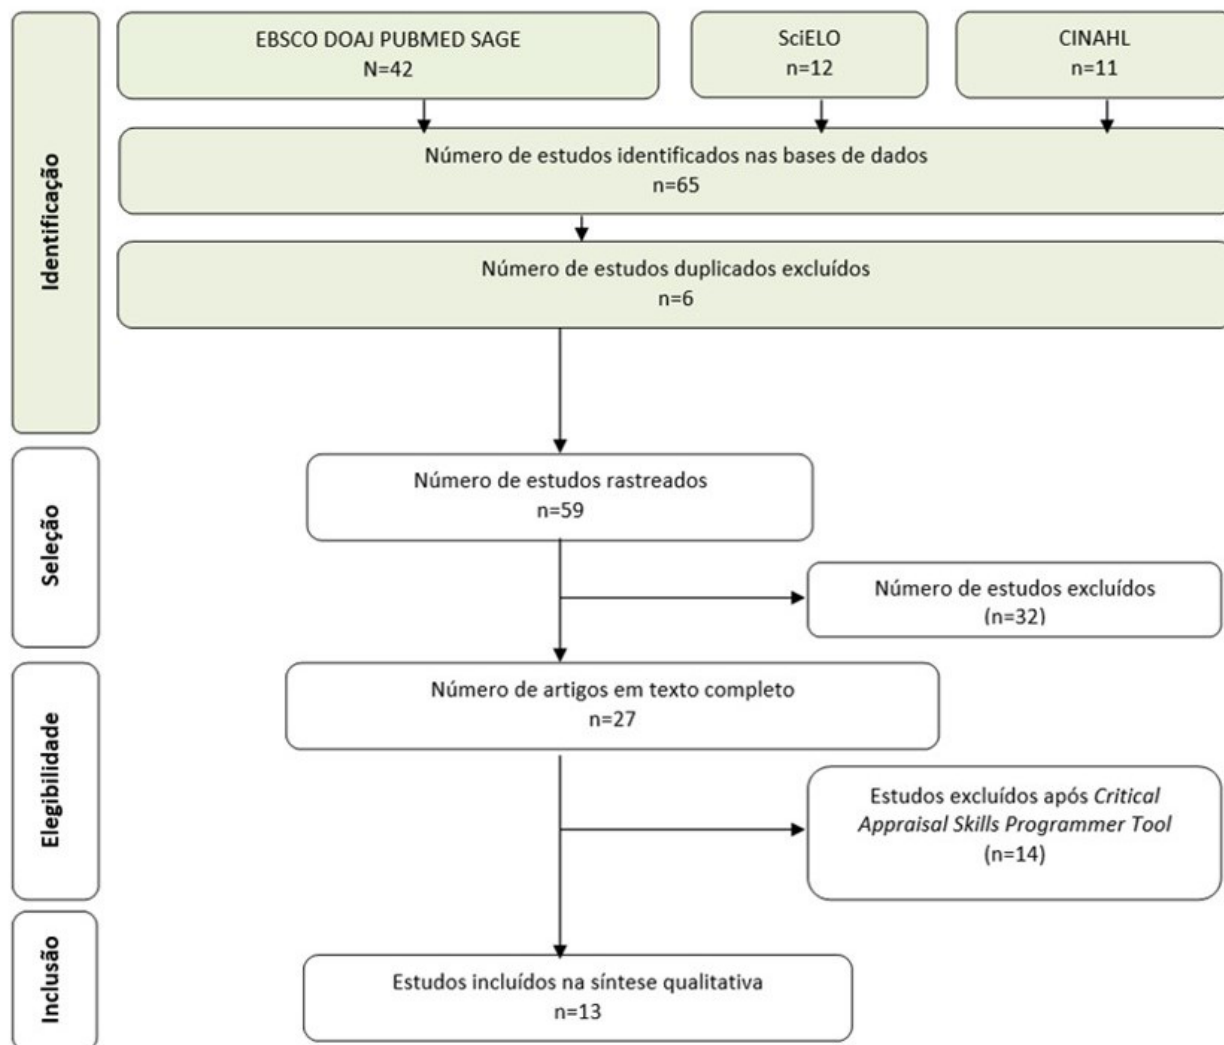 Identificação
EBSCO DOAJ PUBMED SAGE
N=42
SciELO
n=12
CINAHL
n=11
Número de estudos identificados nas bases de dados
n=65
Número de estudos duplicados excluídos
n=6
Seleção
Número de estudos rastreados
n=59
Número de estudos excluídos
(n=32)
Elegibilidade
Número de artigos em texto completo
n=27
Estudos excluídos após Critical
Appraisal Skills Programmer Tool
(n=14)
Inclusão
Estudos incluídos na síntese qualitativa
n=13